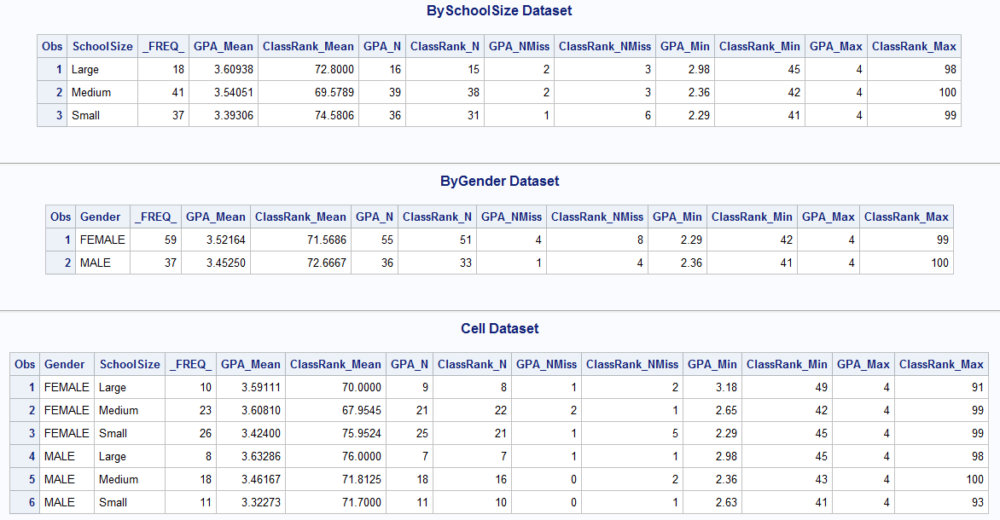 BySchoolSize Dataset
Obs SchoolSize _FREQ_ GPA_Mean ClassRank_Mean GPA_N ClassRank_N GPA_NMiss ClassRank_NMiss GPA_Min ClassRank_Min GPA_Max ClassRank_Max
1 Large 18 3.60938 72.8000 16 15 2 3 2.98 45 4 98
2 Medium 41 3.54051 69.5789 39 38 2 3 2.36 42 4 100
3 Small 37 3.39306 74.5806 36 31 1 6 2.29 41 4 99
ByGender Dataset
Obs Gender _FREQ_ GPA_Mean ClassRank_Mean GPA_N ClassRank_N GPA_NMiss ClassRank_NMiss GPA_Min ClassRank_Min GPA_Max ClassRank_Max
1 FEMALE 59 3.52164 71.5686 55 51 4 8 2.29 42 4 99
2 MALE 37 3.45250 72.6667 36 33 1 4 2.36 41 4 100
Cell Dataset
Obs Gender SchoolSize _FREQ_ GPA_Mean ClassRank_Mean GPA_N ClassRank_N GPA_NMiss ClassRank_NMiss GPA_Min ClassRank_Min GPA_Max ClassRank_Max
1 FEMALE Large 10 3.59111 70.0000 9 8 1 2 3.18 49 4 91
2 FEMALE Medium 23 3.60810 67.9545 21 22 2 1 2.65 42 4 99
3 FEMALE Small 26 3.42400 75.9524 25 21 1 5 2.29 45 4 99
4 MALE Large 8 3.63286 76.0000 7 7 1 1 2.98 45 4 98
5 MALE Medium 18 3.46167 71.8125 18 16 0 2 2.36 43 4 100
6 MALE Small 11 3.32273 71.7000 11 10 0 1 2.63 41 4 93